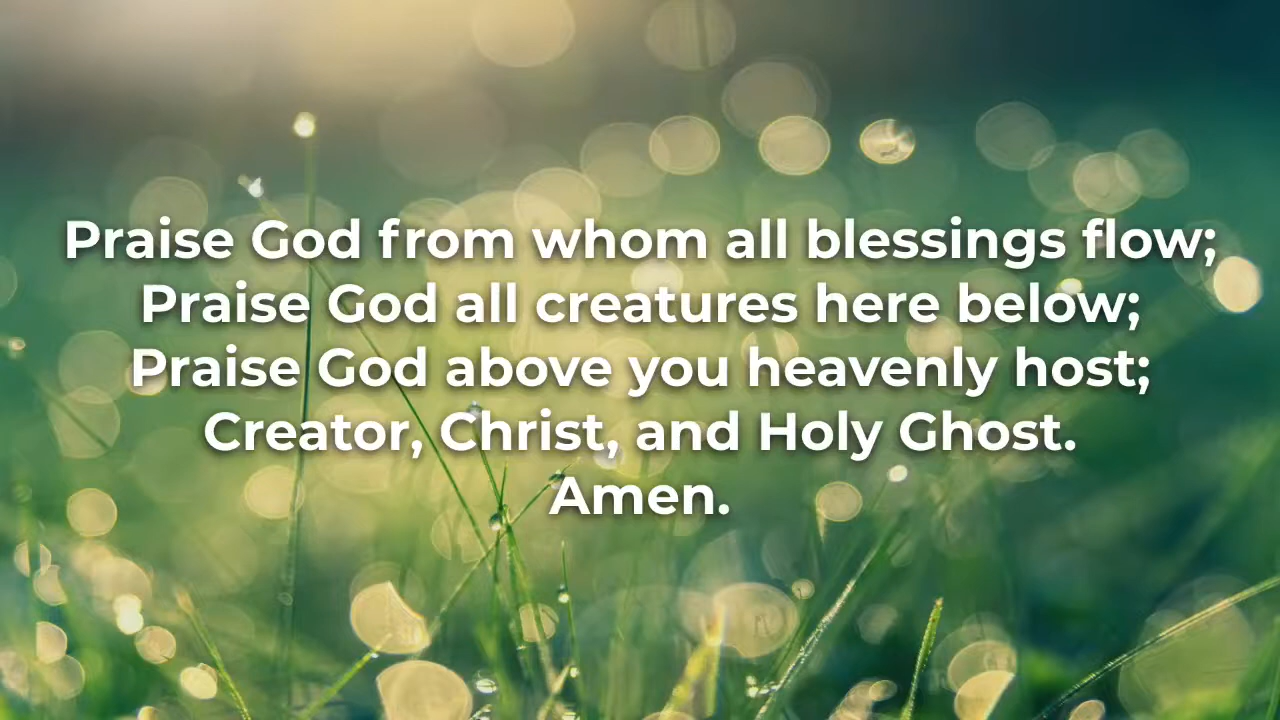 Praise God from whom all blessings flow;
Praise God all creatures here below;
Praise God above you heavenly host;
Creator, Christ, and Holy Ghost.
Amen.